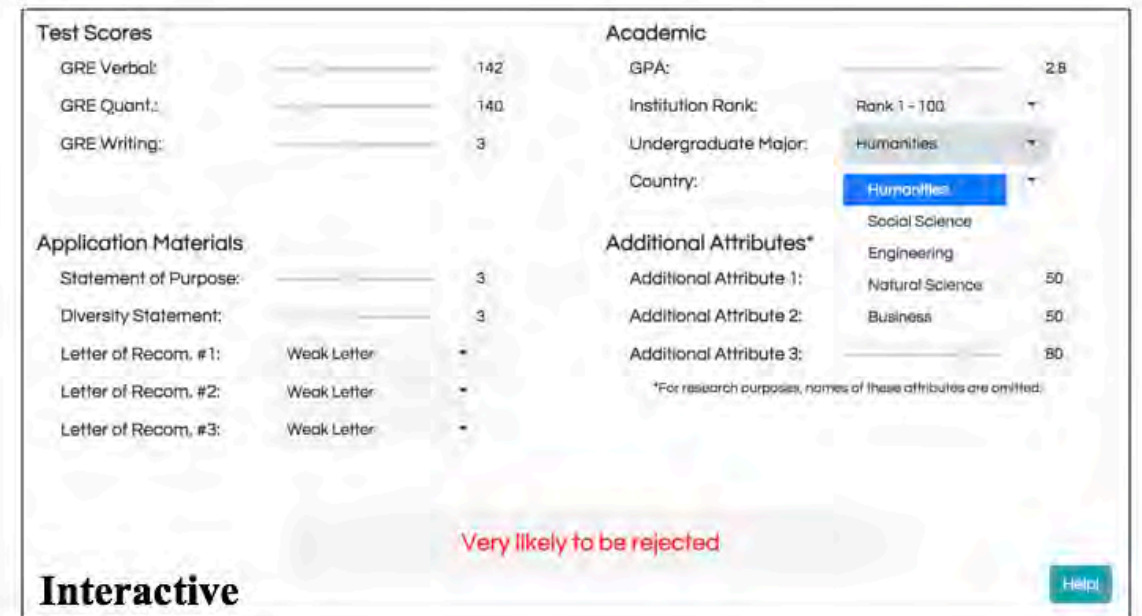 Test Scores
GRE Verbal: 142
GRE Quant.: 140
GRE Writing: 3
Academic
GPA: 2.8
Institution Rank: Rank 1 - 100
Undergraduate Major: Humanities
Country:
Humanities
Social Science
Engineering
Natural Science
Business
Application Materials
Statement of Purpose: 3
Diversity Statement: 3
Letter of Recom. #1: Weak Letter
Letter of Recom. #2: Weak Letter
Letter of Recom. #3: Weak Letter
Additional Attributes*
Additional Attribute 1: 50
Additional Attribute 2: 50
Additional Attribute 3: 80
*For research purposes, names of these attributes are omitted.
Very likely to be rejected
Interactive
Help!